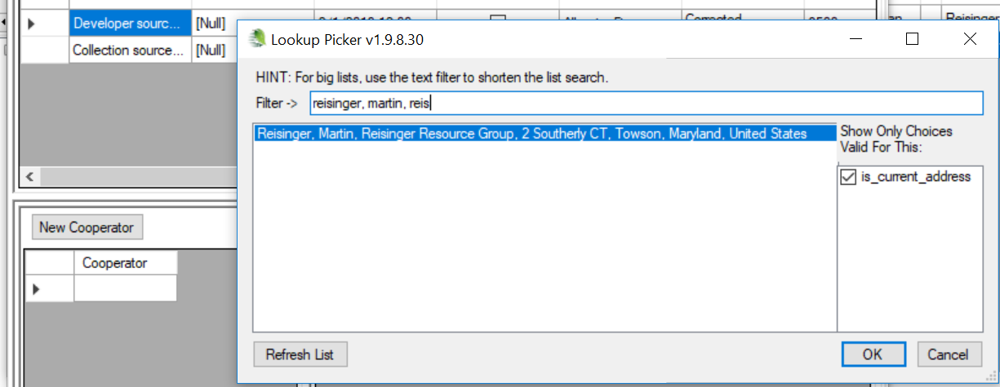 Developer sourc... [Null]
Corrected
Reisinger
Collection source... [Null]
Lookup Picker v1.9.8.30
HINT: For big lists, use the text filter to shorten the list search.
Filter -> reisinger, martin, reis
Reisinger, Martin, Reisinger Resource Group, 2 Southerly CT, Towson, Maryland, United States
Show Only Choices
Valid For This:
is_current_address
New Cooperator
Cooperator
Refresh List
OK
Cancel